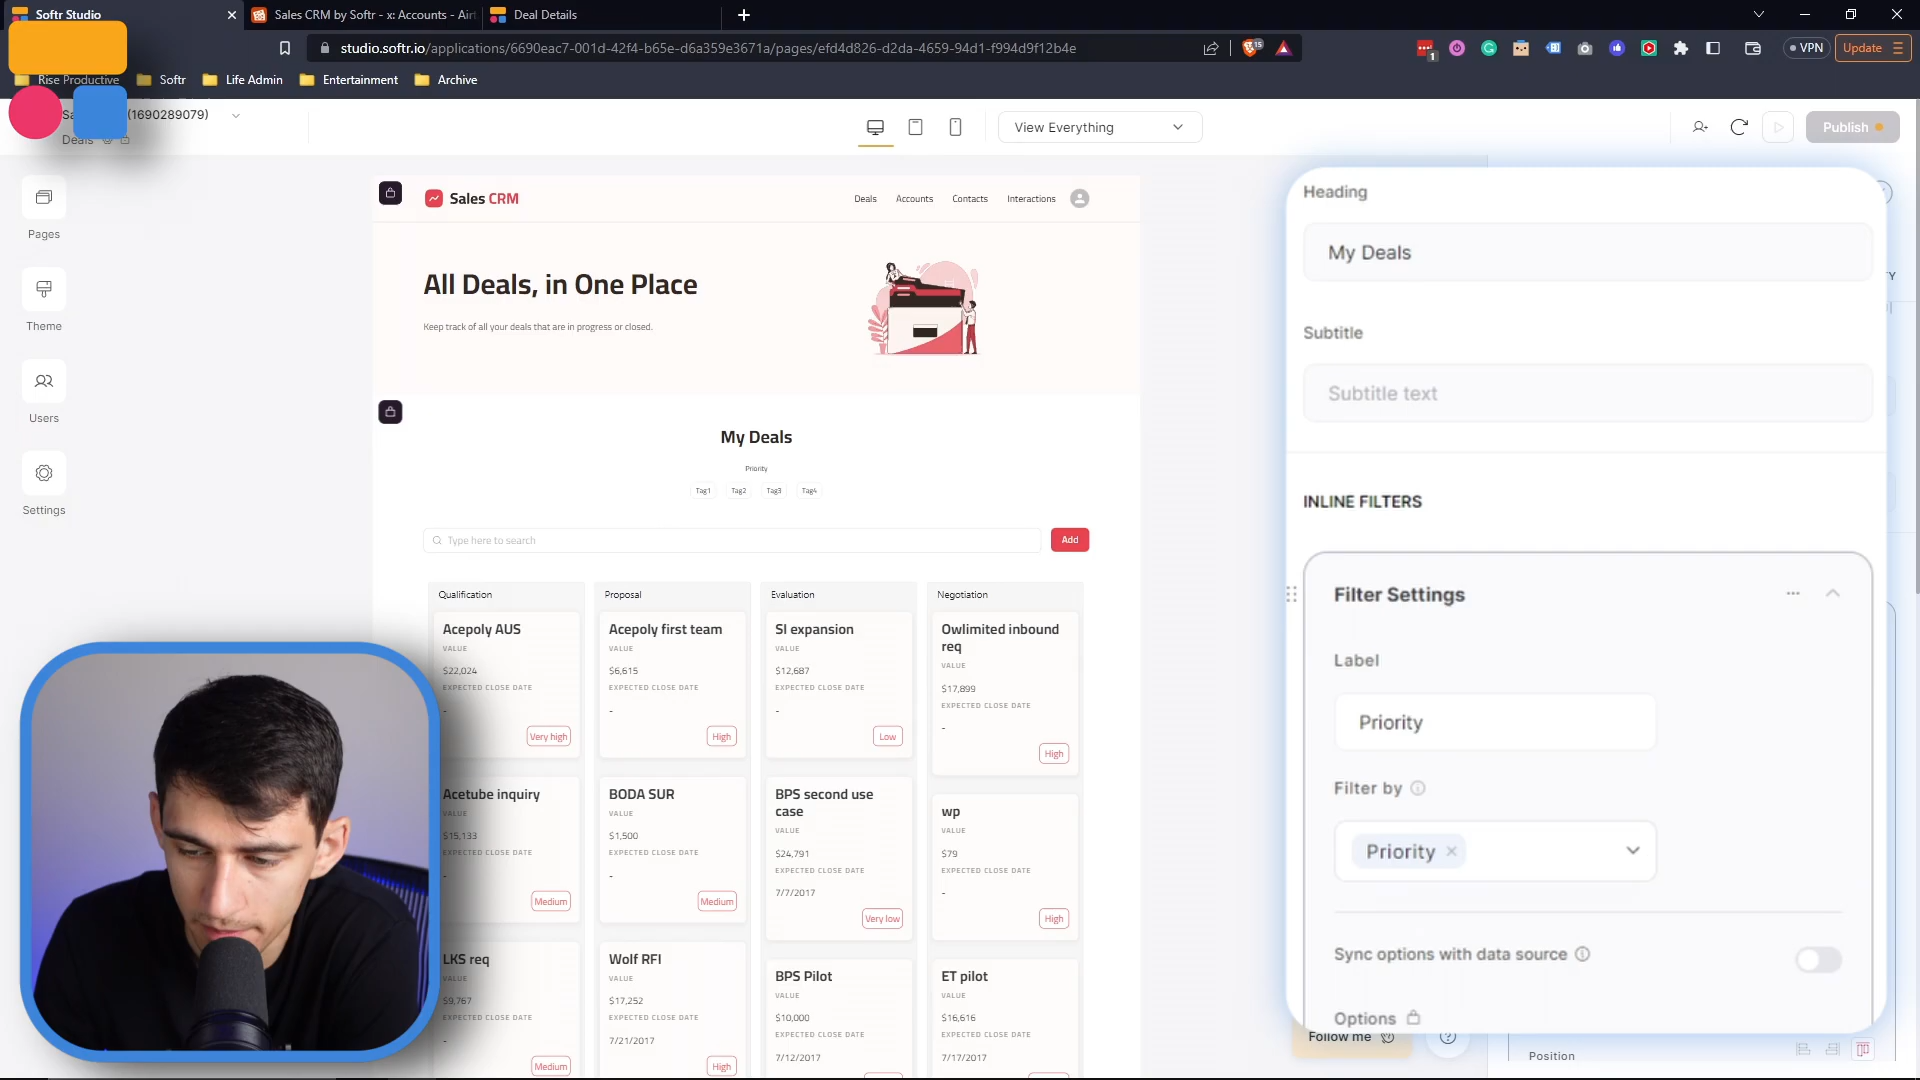 Softr Studio
Sales CRM by Softr - x: Accounts - Air
Deal Details
studio.softr.io/applications/6690eac7-001d-42f4-b65e-d6a359e3671a/pages/efd4d826-d2da-4659-94d1-f994d9f12b4e
15
1
VPN
Update
Rise Productive
Softr
Life Admin
Entertainment
Archive
(1690289079)
Deals
View Everything
Publish
Pages
Theme
Users
Settings
Sales CRM
Deals
Accounts
Contacts
Interactions
All Deals, in One Place
Keep track of all your deals that are in progress or closed.
My Deals
Priority
Tag1
Tag2
Tag3
Tag4
Type here to search
Add
Qualification
Acepoly AUS
VALUE
$22,024
EXPECTED CLOSE DATE
-
Very high
Acetube inquiry
VALUE
$15,133
EXPECTED CLOSE DATE
-
Medium
LKS req
VALUE
$9,767
EXPECTED CLOSE DATE
-
Medium
Proposal
Acepoly first team
VALUE
$6,615
EXPECTED CLOSE DATE
-
High
BODA SUR
VALUE
$1,500
EXPECTED CLOSE DATE
-
Medium
Wolf RFI
VALUE
$17,252
EXPECTED CLOSE DATE
7/21/2017
High
Evaluation
SI expansion
VALUE
$12,687
EXPECTED CLOSE DATE
-
Low
BPS second use
case
VALUE
$24,791
EXPECTED CLOSE DATE
7/7/2017
Very low
BPS Pilot
VALUE
$10,000
EXPECTED CLOSE DATE
7/12/2017
Negotiation
Owlimited inbound
req
VALUE
$17,899
EXPECTED CLOSE DATE
-
High
wp
VALUE
$79
EXPECTED CLOSE DATE
-
High
ET pilot
VALUE
$16,616
EXPECTED CLOSE DATE
7/17/2017
Heading
My Deals
Subtitle
Subtitle text
INLINE FILTERS
Filter Settings
Label
Priority
Filter by
Priority
Sync options with data source
Options
Follow me
Position